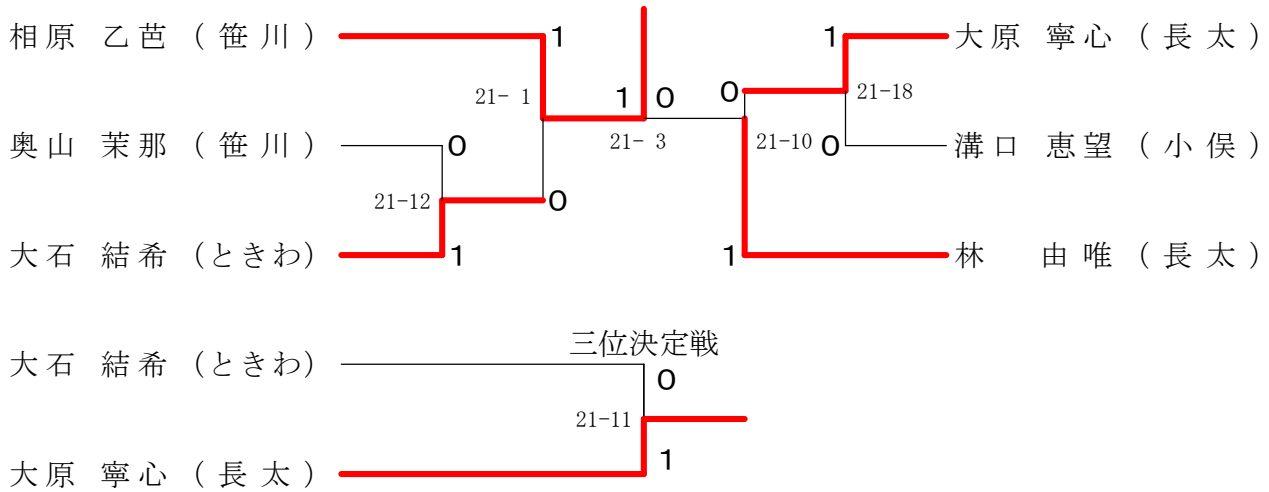 相原 乙芭 (笹川) 1 1 大原 寧心 (長太)
21- 1 1 0 0 21-18
奥山 茉那 (笹川) 0 21- 3 21-10 0 溝口 恵望 (小俣)
21-12 0
大石 結希 (ときわ) 1 1 林 由唯 (長太)
三位決定戦
大石 結希 (ときわ) 0
21-11
大原 寧心 (長太) 1